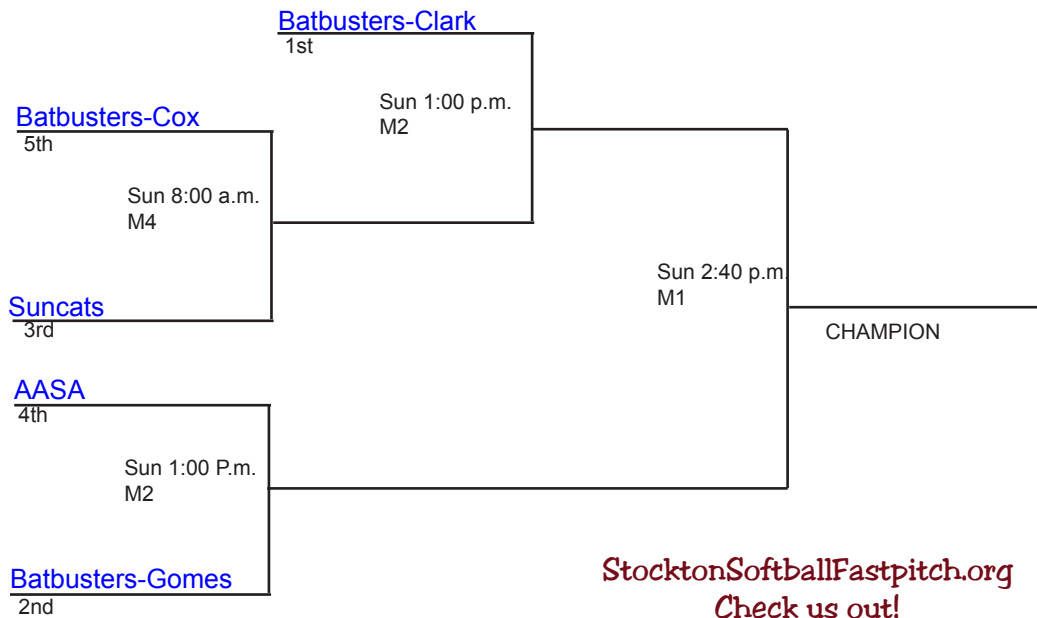 Batbusters-Clark
1st
Sun 1:00 p.m.
M2
Batbusters-Cox
5th
Sun 8:00 a.m.
M4
Suncats
3rd
Sun 2:40 p.m.
M1
CHAMPION
AASA
4th
Sun 1:00 P.m.
M2
Batbusters-Gomes
2nd
StocktonSoftballFastpitch.org
Check us out!